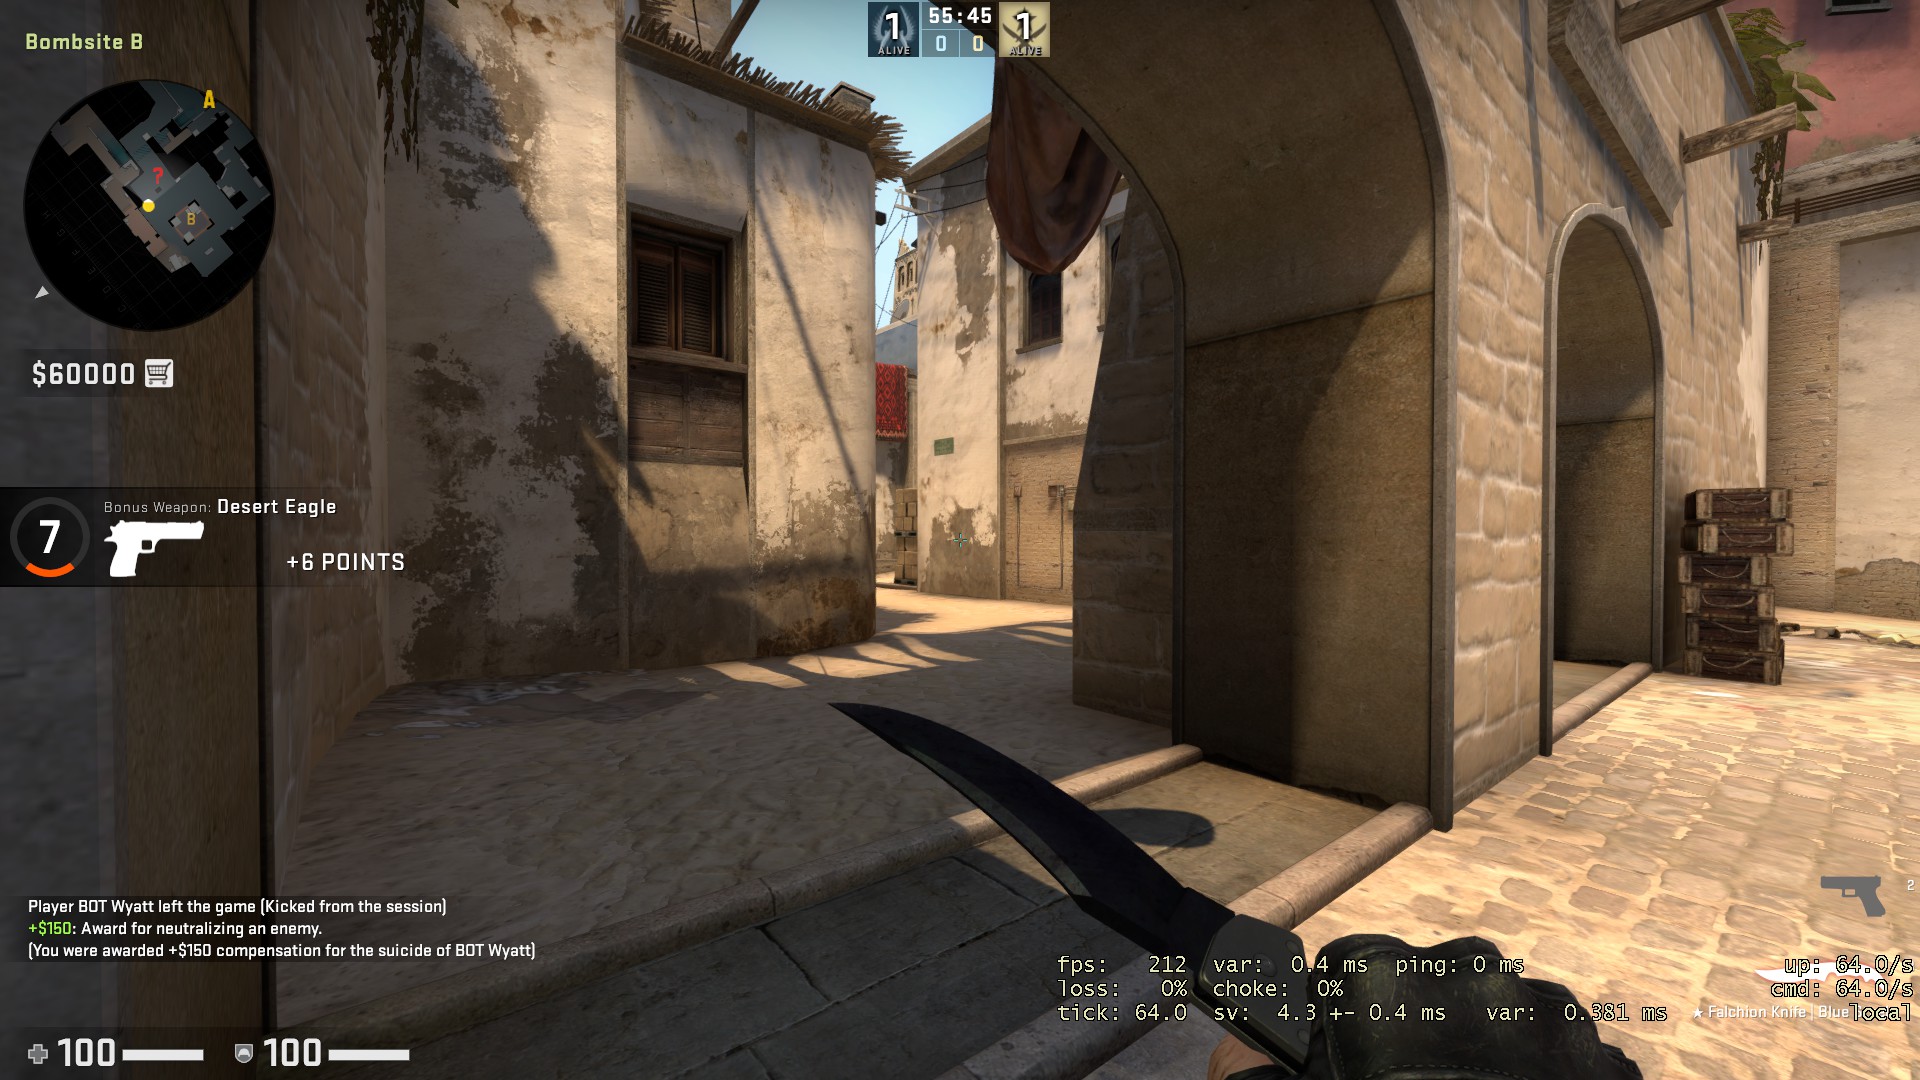 1 55:45 1
ALIVE 0 0 ALIVE
Bombsite B
A
?
B
$60000
Bonus Weapon: Desert Eagle
7
+6 POINTS
2
Player BOT Wyatt left the game (Kicked from the session)
+$150: Award for neutralizing an enemy.
(You were awarded +$150 compensation for the suicide of BOT Wyatt)
fps: 212 var: 0.4 ms ping: 0 ms up: 64.0/s
loss: 0% choke: 0% cmd: 64.0/s
tick: 64.0 sv: 4.3 +- 0.4 ms var: 0.381 ms local
★ Falchion Knife | Blue
100 100